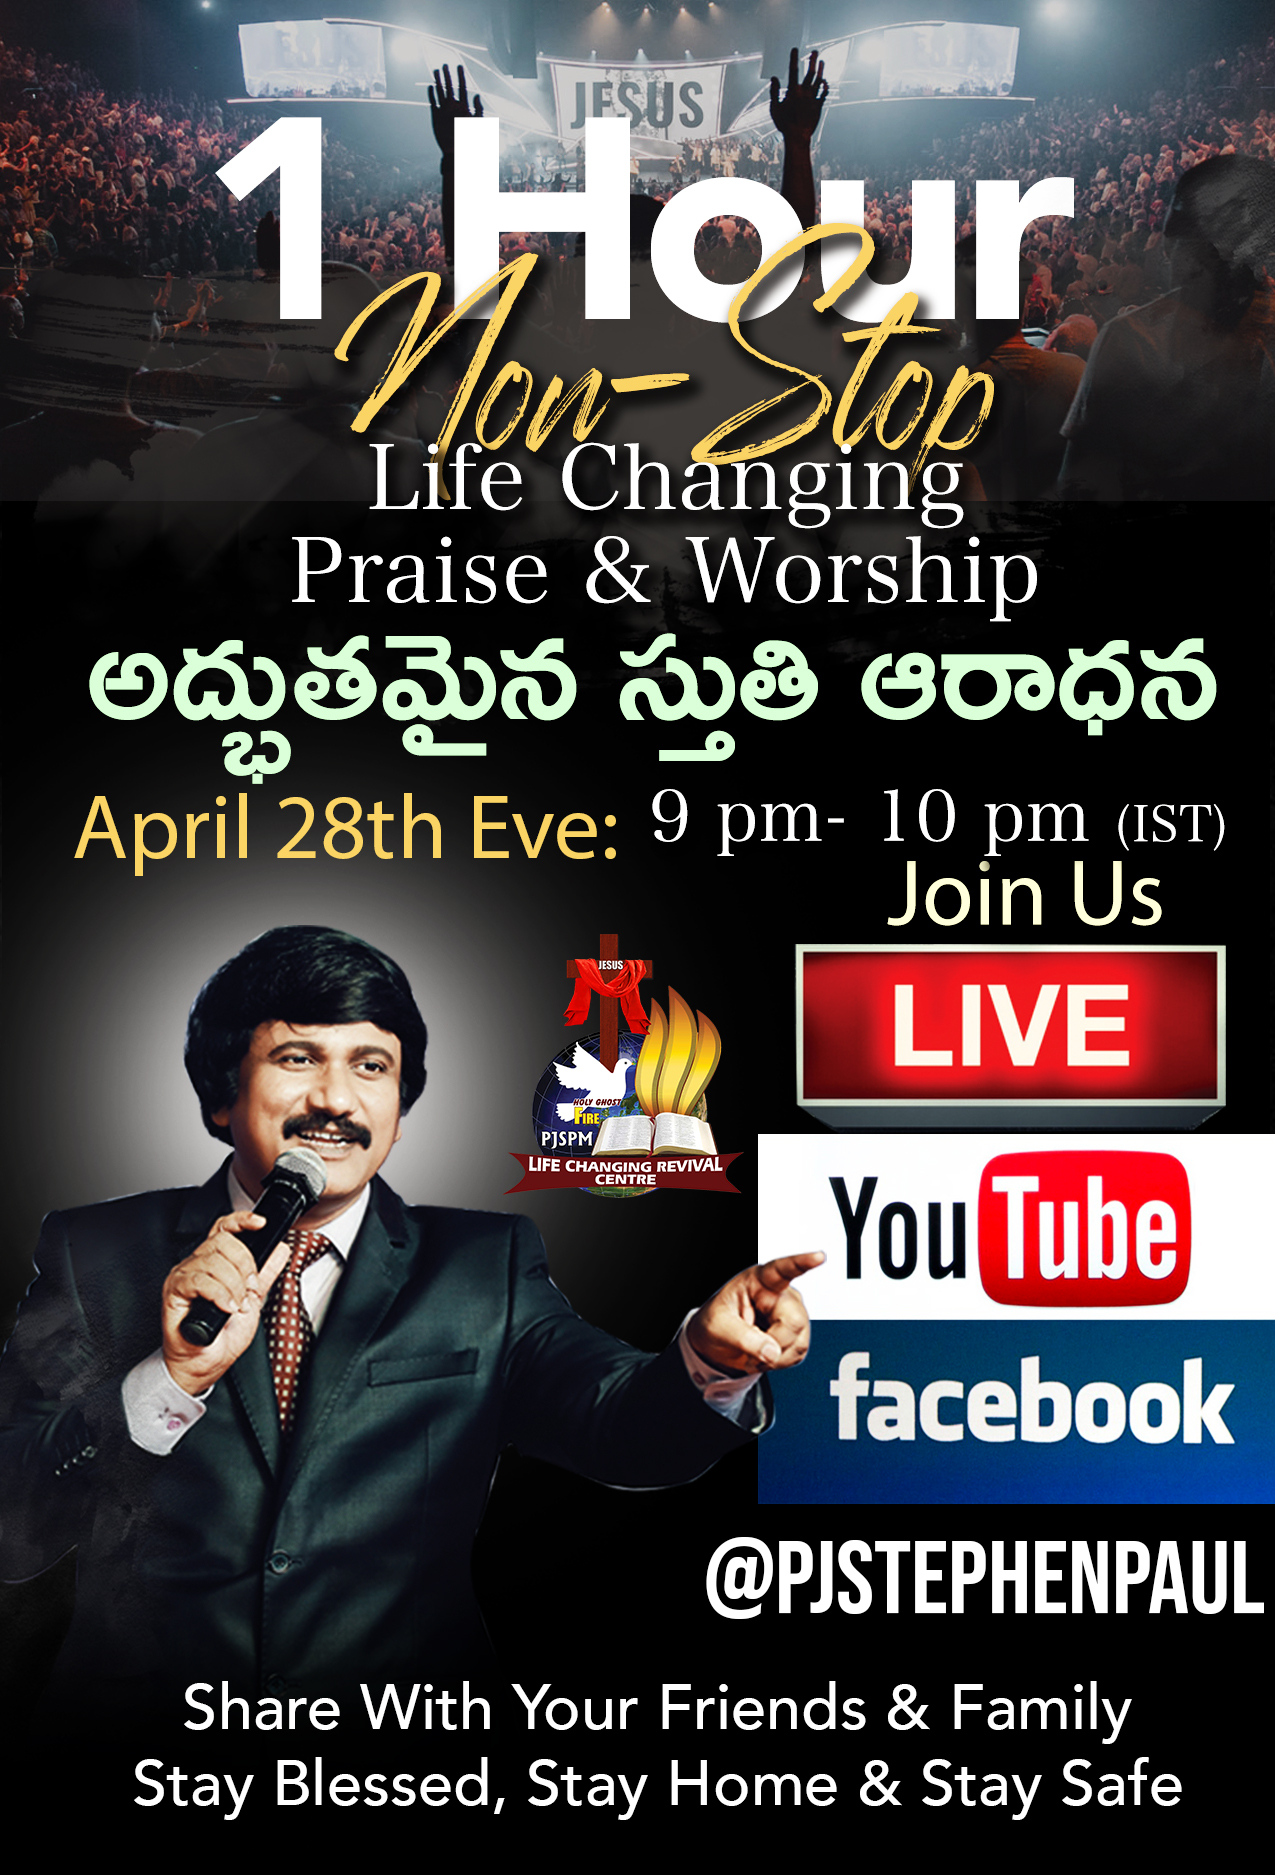 JESUS
1 Hour
Non-Stop
Life Changing
Praise & Worship
అద్భుతమైన స్తుతి ఆరాధన
April 28th Eve: 9 pm- 10 pm (IST)
Join Us
LIVE
JESUS
HOLY GHOST
FIRE
PJSPM
LIFE CHANGING REVIVAL
CENTRE
YouTube
facebook
@PJSTEPHENPAUL
Share With Your Friends & Family
Stay Blessed, Stay Home & Stay Safe